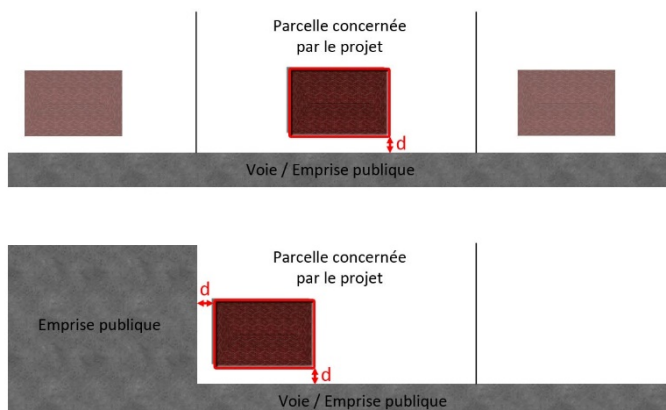 Parcelle concernée
par le projet
d
Voie / Emprise publique
Parcelle concernée
par le projet
d
Emprise publique
d
Voie / Emprise publique